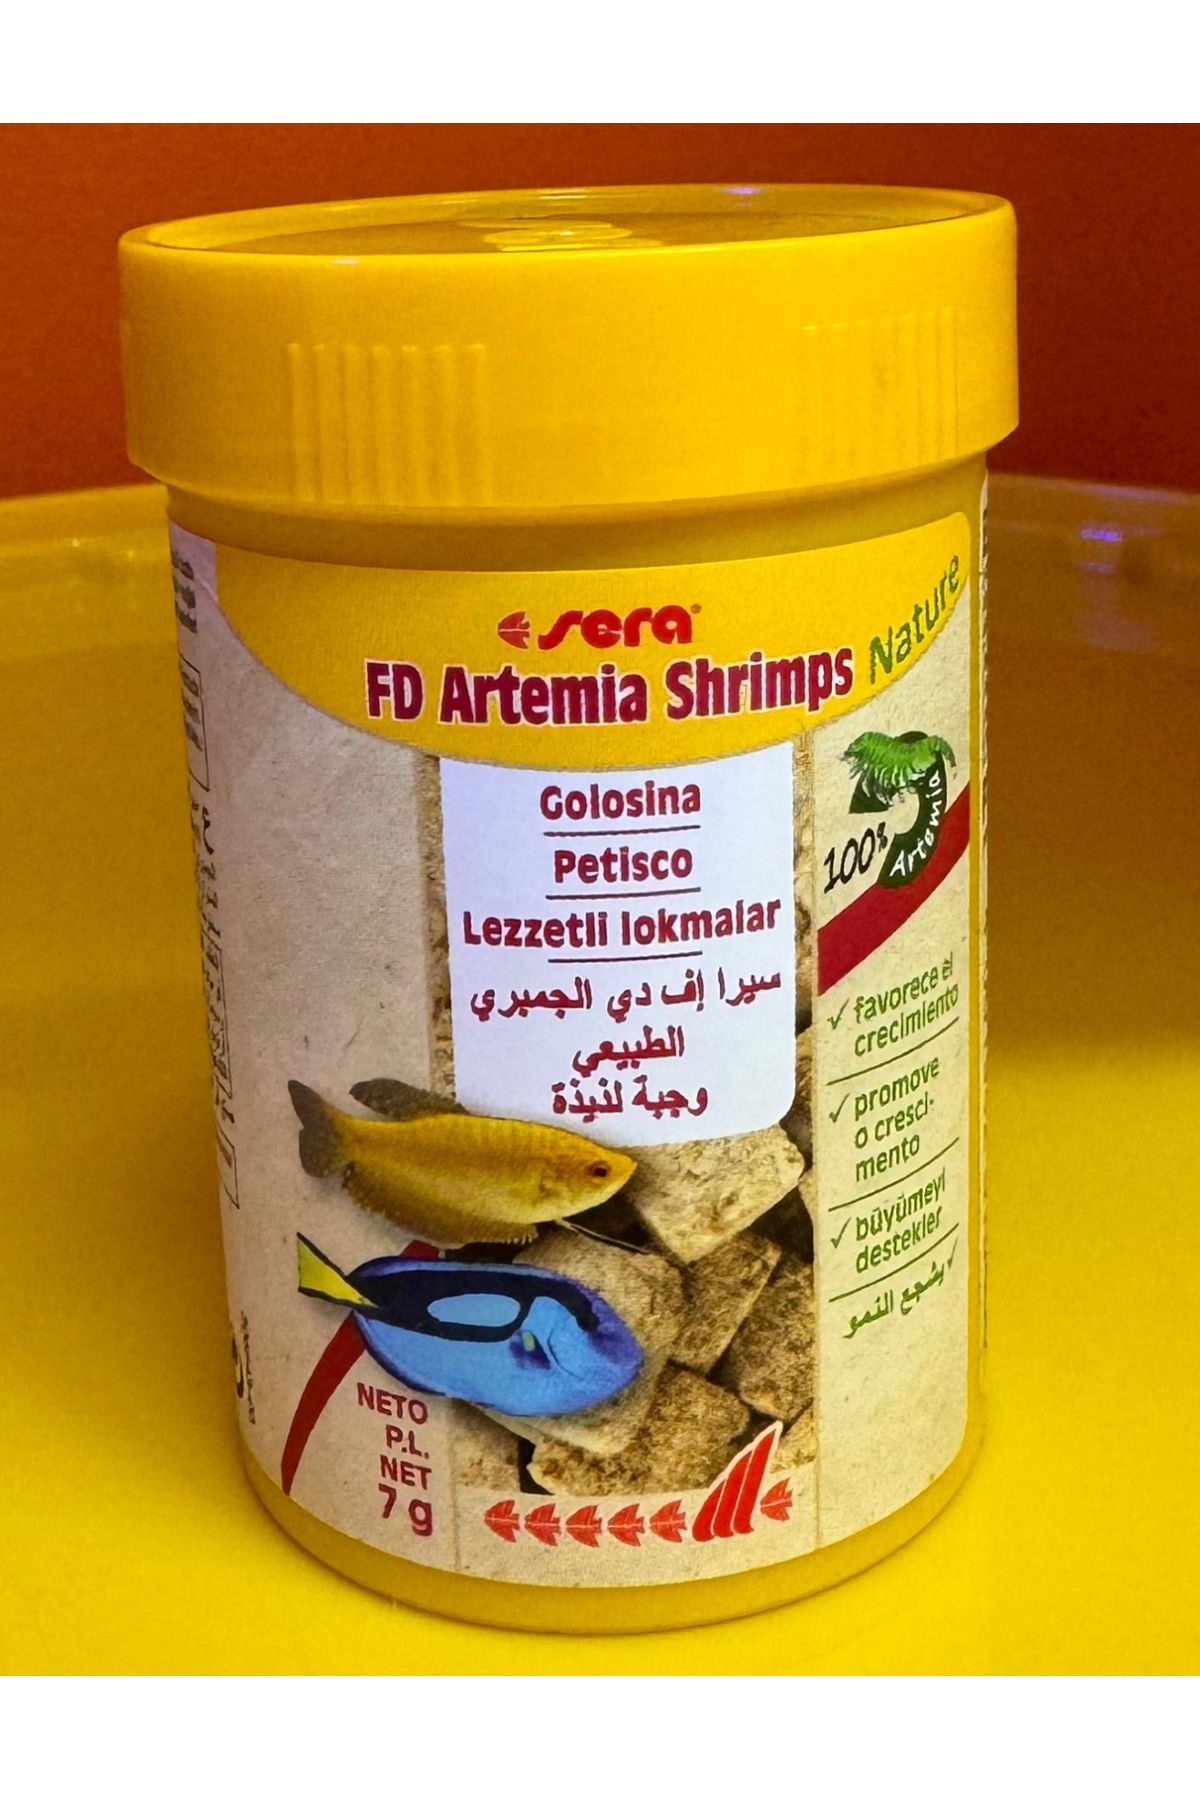 sera®
FD Artemia Shrimps Nature
Golosina
Petisco
Lezzetli lokmalar
سيرا إف دي الجمبري
الطبيعي
وجبة لذيذة
100%
Artemia
✓ favorece el
crecimiento
✓ promove
o cresci-
mento
✓ büyümeyi
destekler
✓ يشجع النمو
NETO
P.L.
NET
7 g